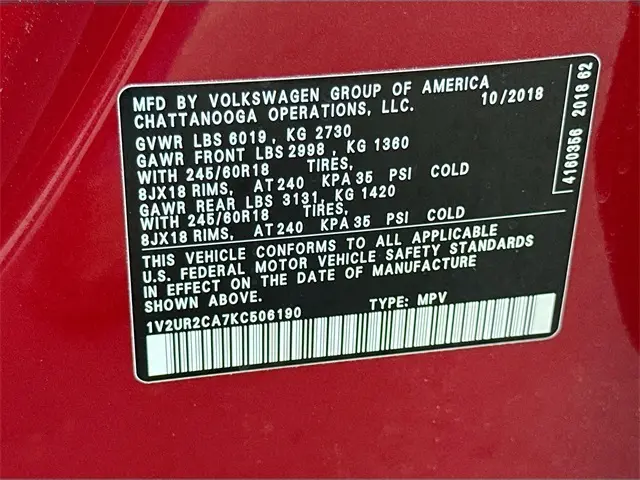 MFD BY VOLKSWAGEN GROUP OF AMERICA
CHATTANOOGA OPERATIONS, LLC. 10/2018
GVWR LBS 6019, KG 2730
GAWR FRONT LBS 2998, KG 1360
WITH 245/60R18 TIRES,
8JX18 RIMS, AT 240 KPA 35 PSI COLD
GAWR REAR LBS 3131, KG 1420
WITH 245/60R18 TIRES,
8JX18 RIMS, AT 240 KPA 35 PSI COLD
THIS VEHICLE CONFORMS TO ALL APPLICABLE
U.S. FEDERAL MOTOR VEHICLE SAFETY STANDARDS
IN EFFECT ON THE DATE OF MANUFACTURE
SHOWN ABOVE.
1V2UR2CA7KC506190 TYPE: MPV
4160356 2018 62